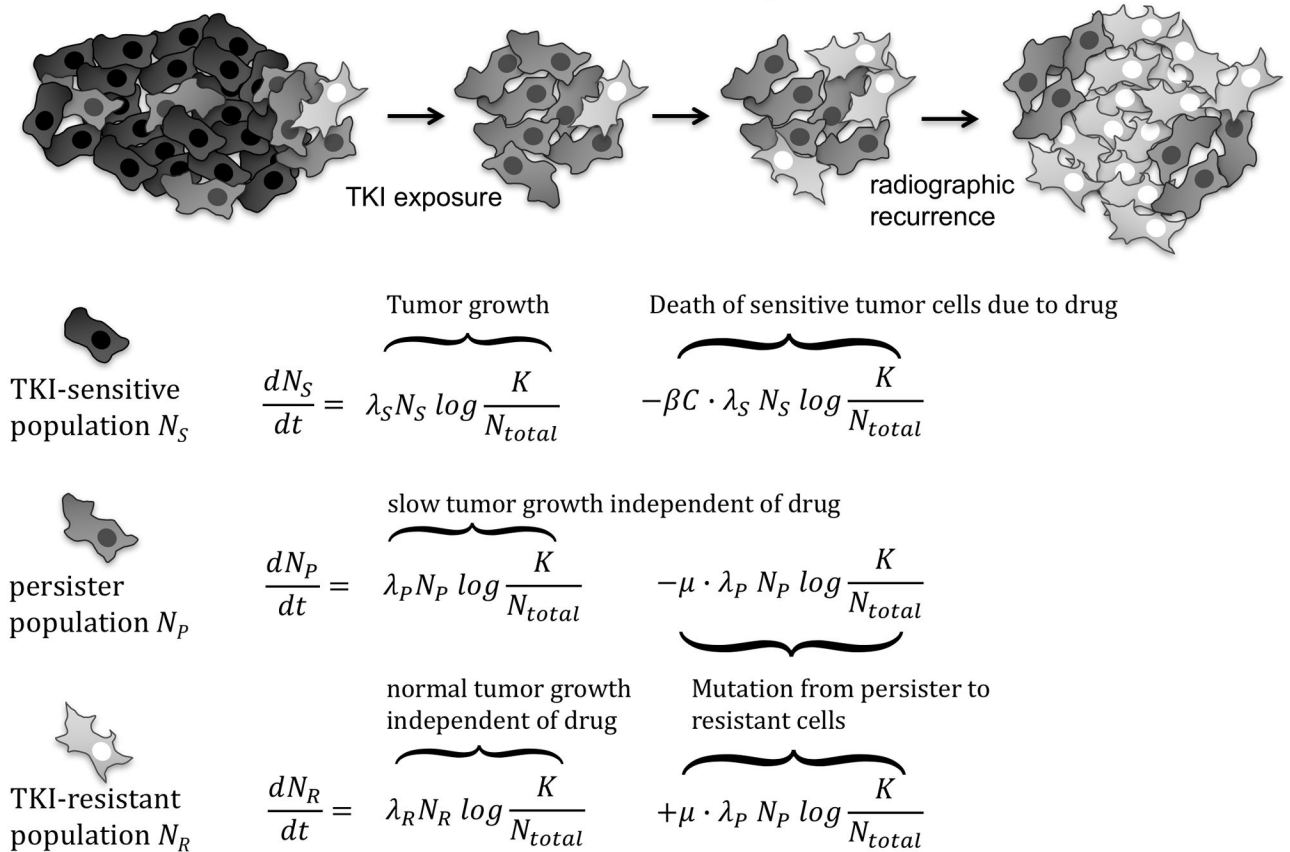 TKI exposure
radiographic
recurrence
Tumor growth
Death of sensitive tumor cells due to drug
TKI-sensitive
population N_S
dN_S/dt = λ_S N_S log K/N_total −βC · λ_S N_S log K/N_total
slow tumor growth independent of drug
persister
population N_P
dN_P/dt = λ_P N_P log K/N_total −μ · λ_P N_P log K/N_total
normal tumor growth
independent of drug
Mutation from persister to
resistant cells
TKI-resistant
population N_R
dN_R/dt = λ_R N_R log K/N_total +μ · λ_P N_P log K/N_total